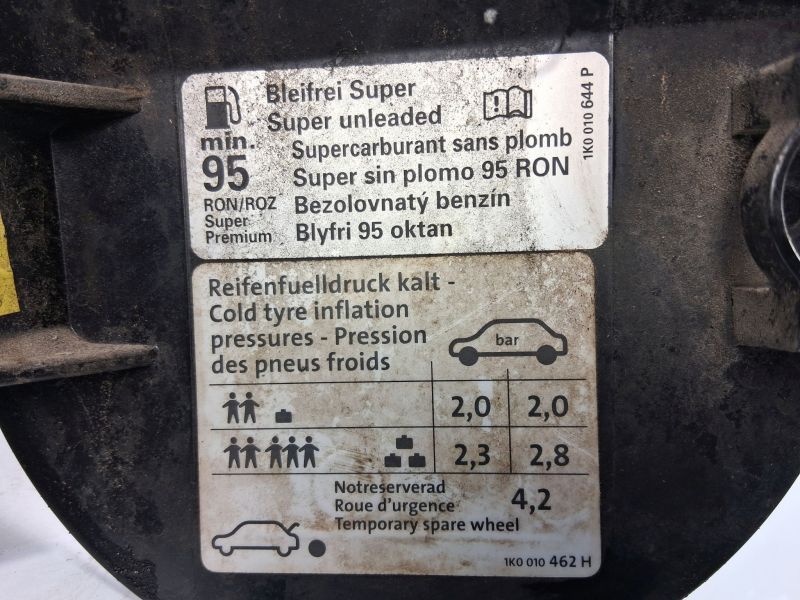 Bleifrei Super
Super unleaded
min.
Supercarburant sans plomb
95
Super sin plomo 95 RON
RON/ROZ
Bezolovnatý benzín
Super
Premium
Blyfri 95 oktan
1K0 010 644 P
Reifenfuelldruck kalt -
Cold tyre inflation
pressures - Pression
des pneus froids
bar
2,0 2,0
2,3 2,8
Notreserverad
Roue d'urgence
Temporary spare wheel
4,2
1K0 010 462 H